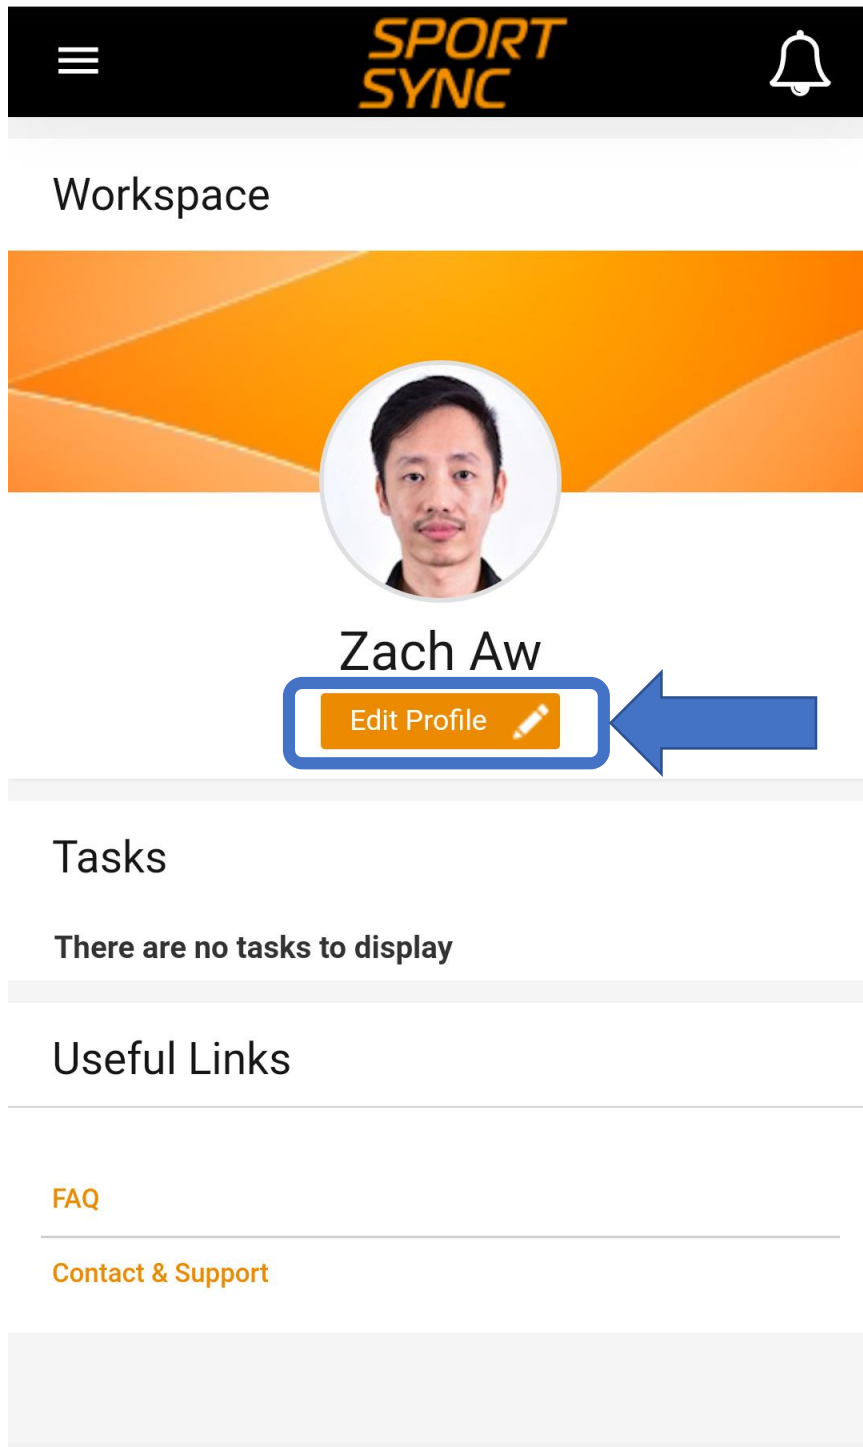 SPORT
SYNC
Workspace
Zach Aw
Edit Profile
Tasks
There are no tasks to display
Useful Links
FAQ
Contact & Support